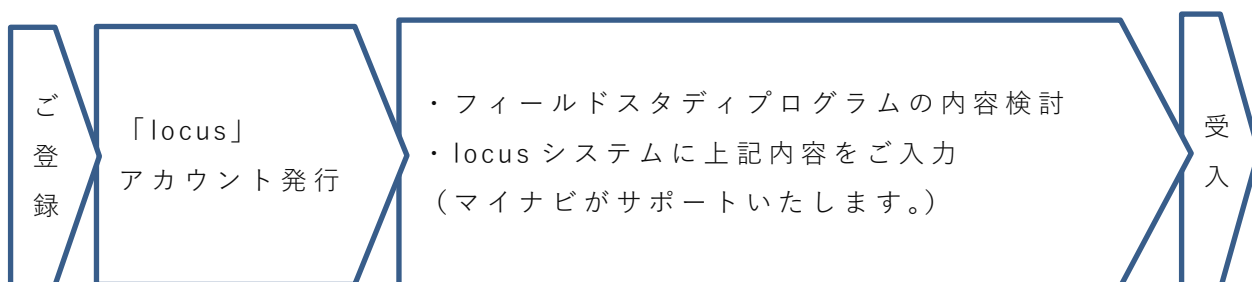 ご登録
「locus」
アカウント発行
・フィールドスタディプログラムの内容検討
・locusシステムに上記内容をご入力
（マイナビがサポートいたします。）
受入